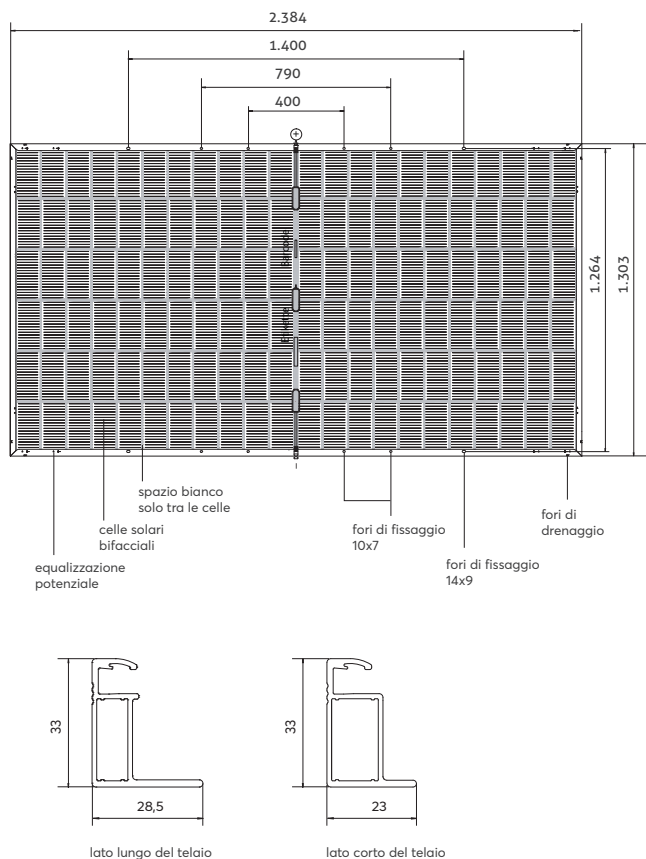 2.384
1.400
790
400
+
Barcode
Etikette
1.264
1.303
-
spazio bianco
solo tra le celle
celle solari
bifacciali
equalizzazione
potenziale
fori di fissaggio
10x7
fori di fissaggio
14x9
fori di
drenaggio
33
28,5
lato lungo del telaio
33
23
lato corto del telaio